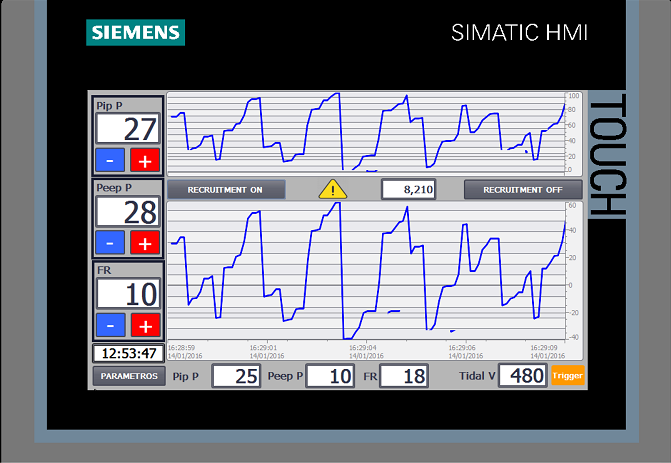 SIEMENS
SIMATIC HMI
TOUCH
Pip P
27
- +
Peep P
28
- +
FR
10
- +
12:53:47
PARAMETROS
100
80
60
40
20
0
RECRUITMENT ON
!
8,210
RECRUITMENT OFF
60
40
20
0
-20
-40
16:28:59 16:29:01 16:29:04 16:29:06 16:29:09
14/01/2016 14/01/2016 14/01/2016 14/01/2016 14/01/2016
Pip P 25 Peep P 10 FR 18 Tidal V 480 Trigger